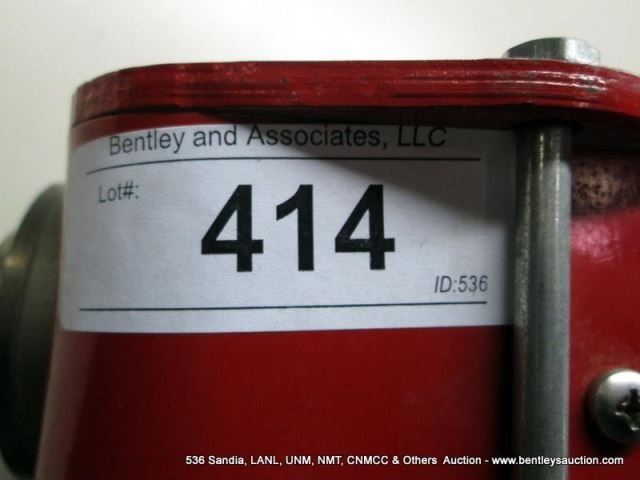 Bentley and Associates, LLC
Lot#:
414
ID:536
536 Sandia, LANL, UNM, NMT, CNMCC & Others Auction - www.bentleysauction.com